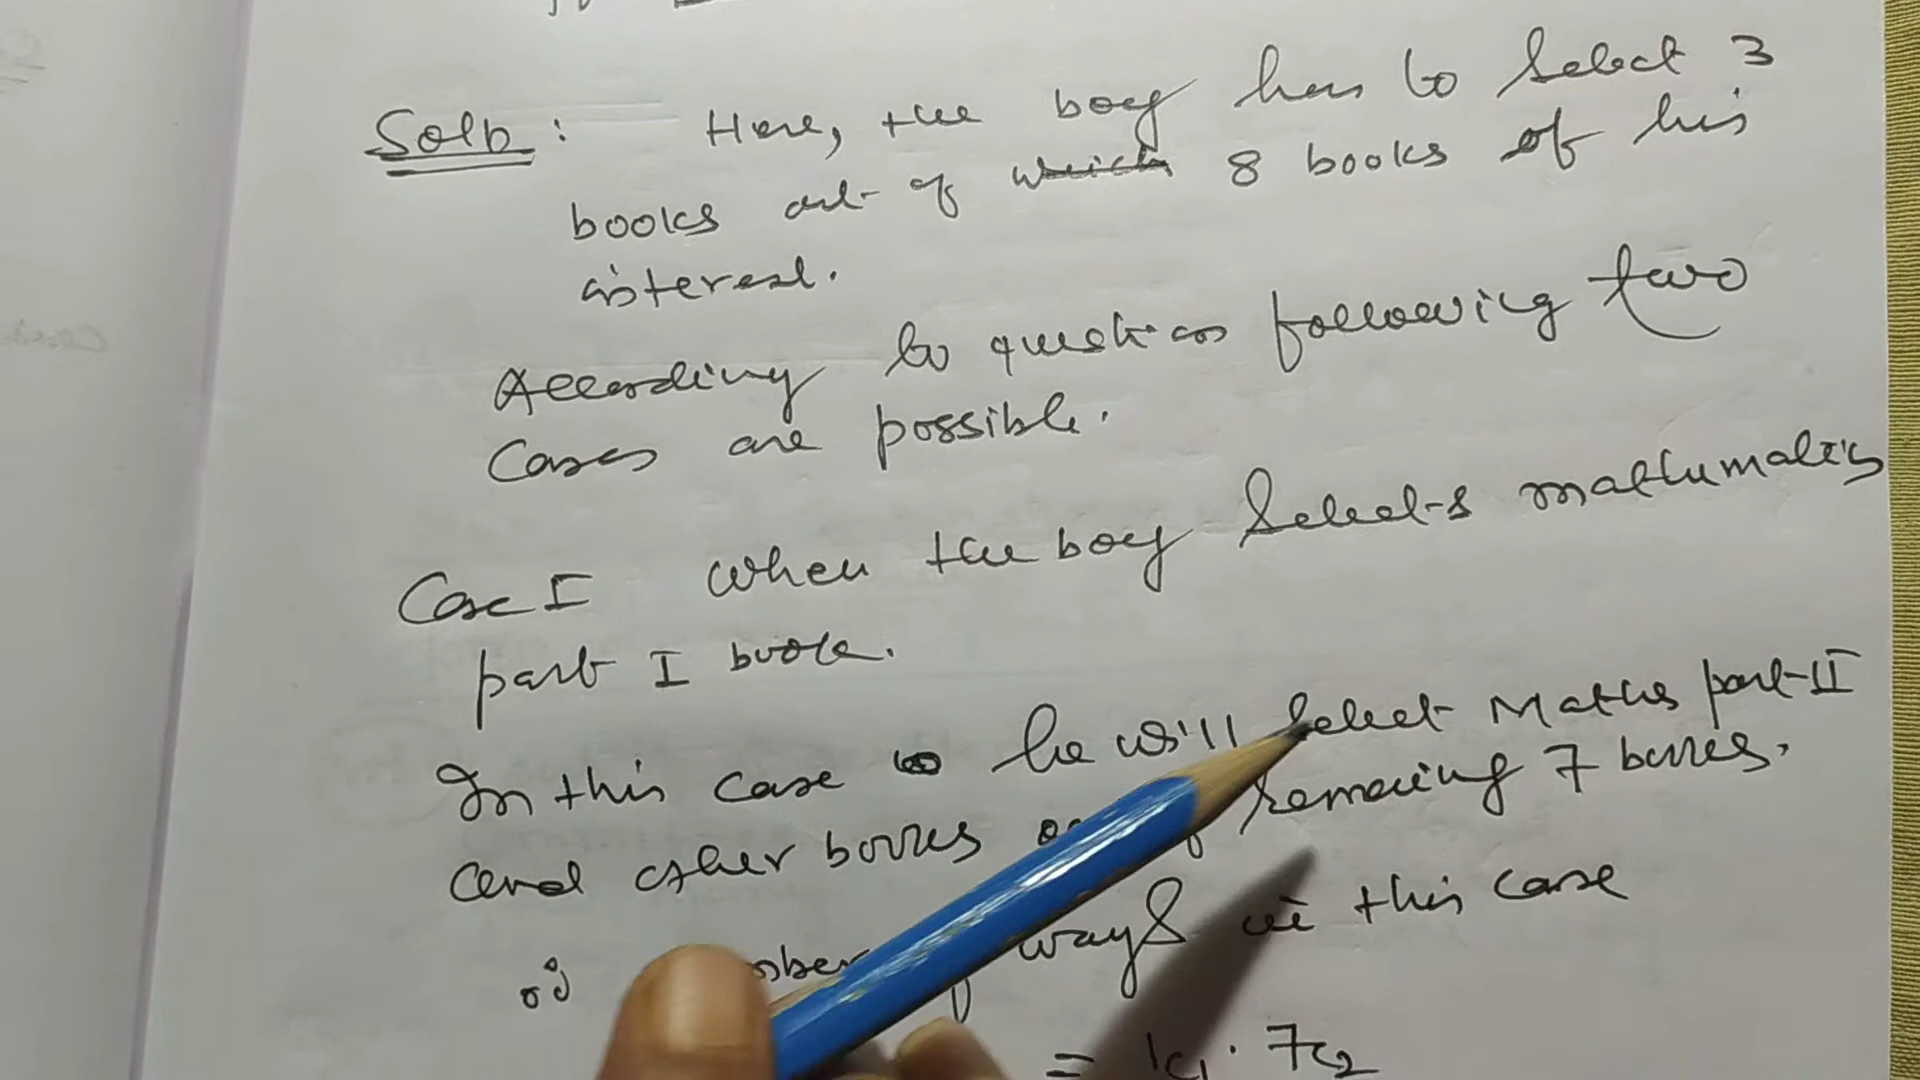 Soln : Here, the boy has to select 3
books out of which 8 books of his
interest.
According to question following two
Cases are possible.
Case I When the boy selects mathematics
part I book.
In this case he will select Maths part-II
and other books remaining 7 books.
ways in this case
= 1c1 . 7c2